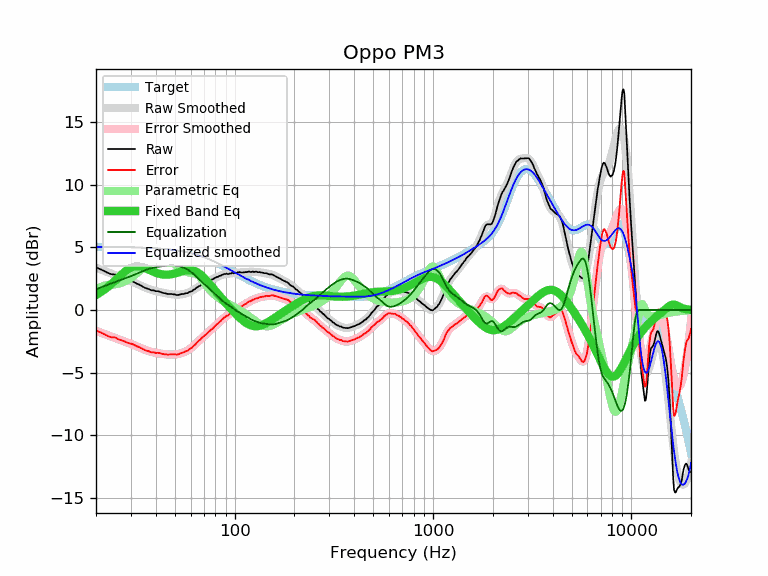 Oppo PM3
Target
Raw Smoothed
Error Smoothed
Raw
Error
Parametric Eq
Fixed Band Eq
Equalization
Equalized smoothed
Amplitude (dBr)
15
10
5
0
−5
−10
−15
100 1000 10000
Frequency (Hz)